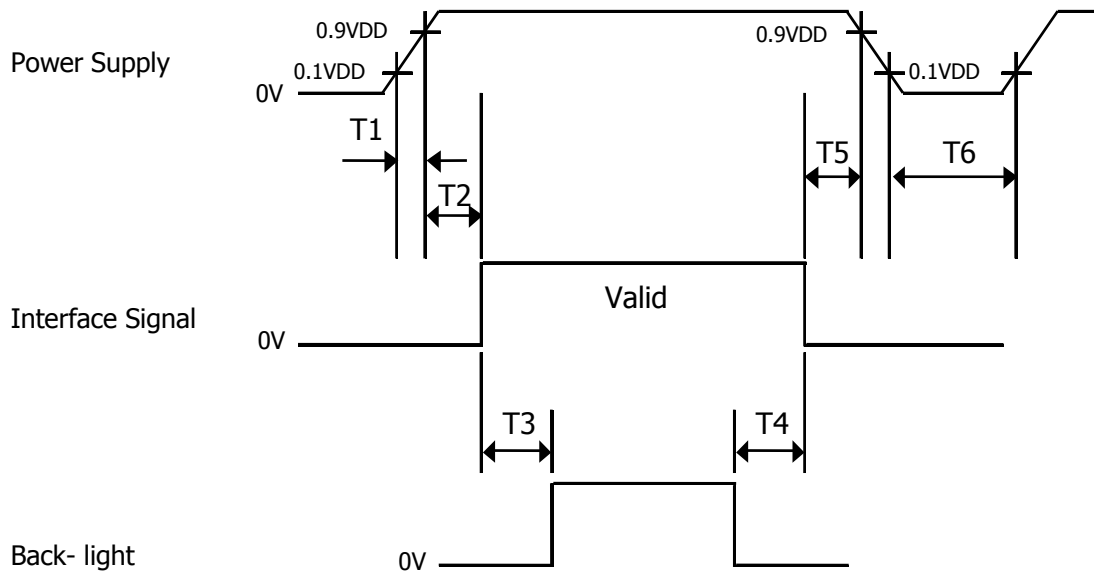 0.9VDD
0.9VDD
Power Supply
0.1VDD
0.1VDD
0V
T1
T5
T6
T2
Valid
Interface Signal
0V
T3
T4
Back- light
0V